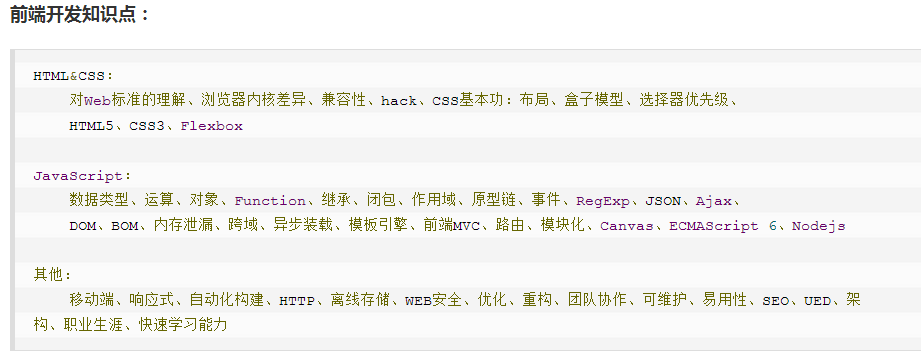 前端开发知识点：
HTML&CSS:
对Web标准的理解、浏览器内核差异、兼容性、hack、CSS基本功：布局、盒子模型、选择器优先级、
HTML5、CSS3、Flexbox
JavaScript:
数据类型、运算、对象、Function、继承、闭包、作用域、原型链、事件、RegExp、JSON、Ajax、
DOM、BOM、内存泄漏、跨域、异步装载、模板引擎、前端MVC、路由、模块化、Canvas、ECMAScript 6、Nodejs
其他：
移动端、响应式、自动化构建、HTTP、离线存储、WEB安全、优化、重构、团队协作、可维护、易用性、SEO、UED、架
构、职业生涯、快速学习能力